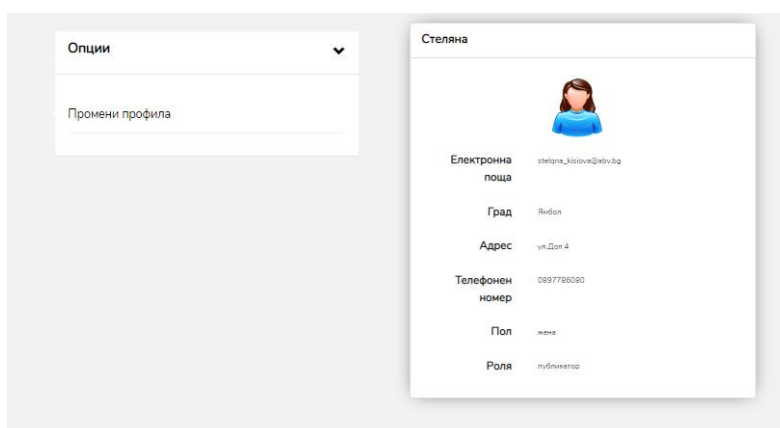 Опции
Промени профила
Стеляна
Електронна
поща
stelqna_kisiova@abv.bg
Град
Ямбол
Адрес
ул.Дол 4
Телефонен
номер
0897786080
Пол
жена
Роля
публикатор